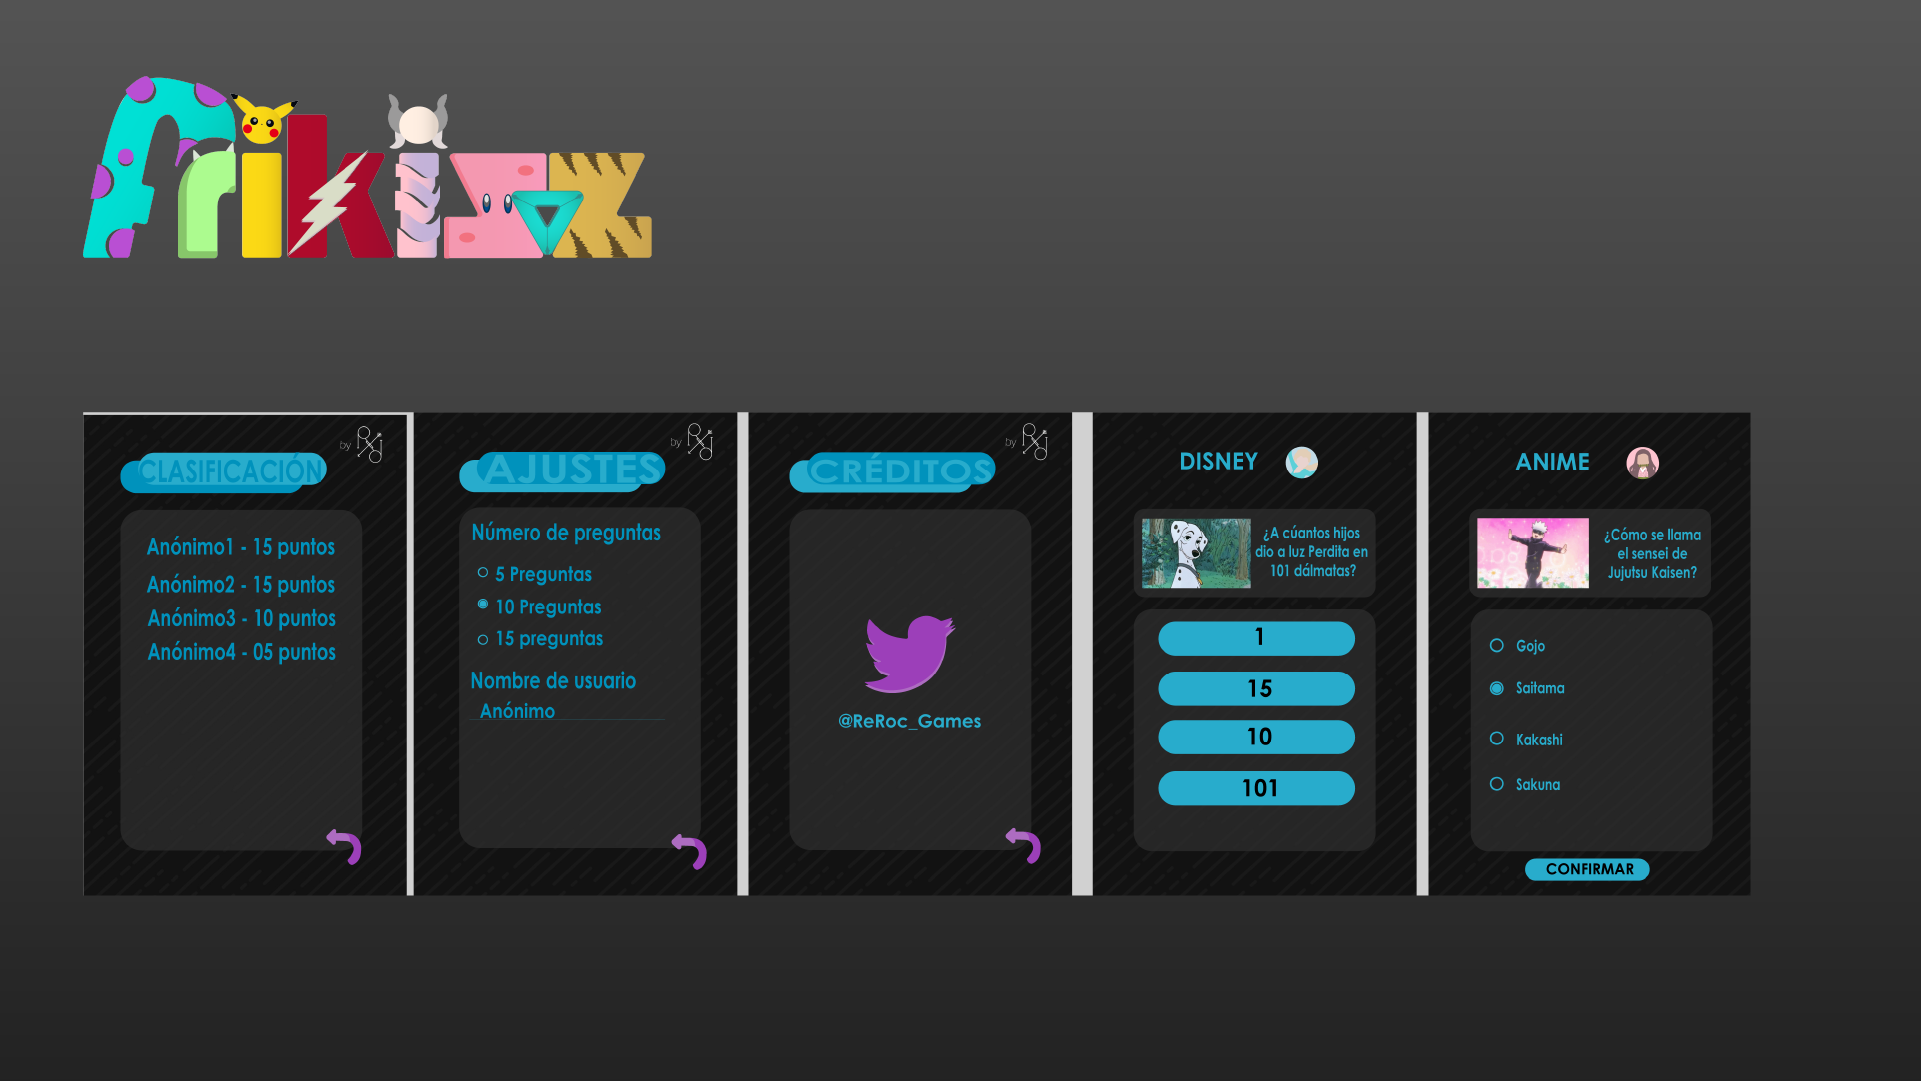 Frikizz
by
CLASIFICACIÓN
Anónimo1 - 15 puntos
Anónimo2 - 15 puntos
Anónimo3 - 10 puntos
Anónimo4 - 05 puntos
by
AJUSTES
Número de preguntas
5 Preguntas
10 Preguntas
15 preguntas
Nombre de usuario
Anónimo
by
CRÉDITOS
@ReRoc_Games
DISNEY
¿A cúantos hijos
dio a luz Perdita en
101 dálmatas?
1
15
10
101
ANIME
¿Cómo se llama
el sensei de
Jujutsu Kaisen?
Gojo
Saitama
Kakashi
Sakuna
CONFIRMAR